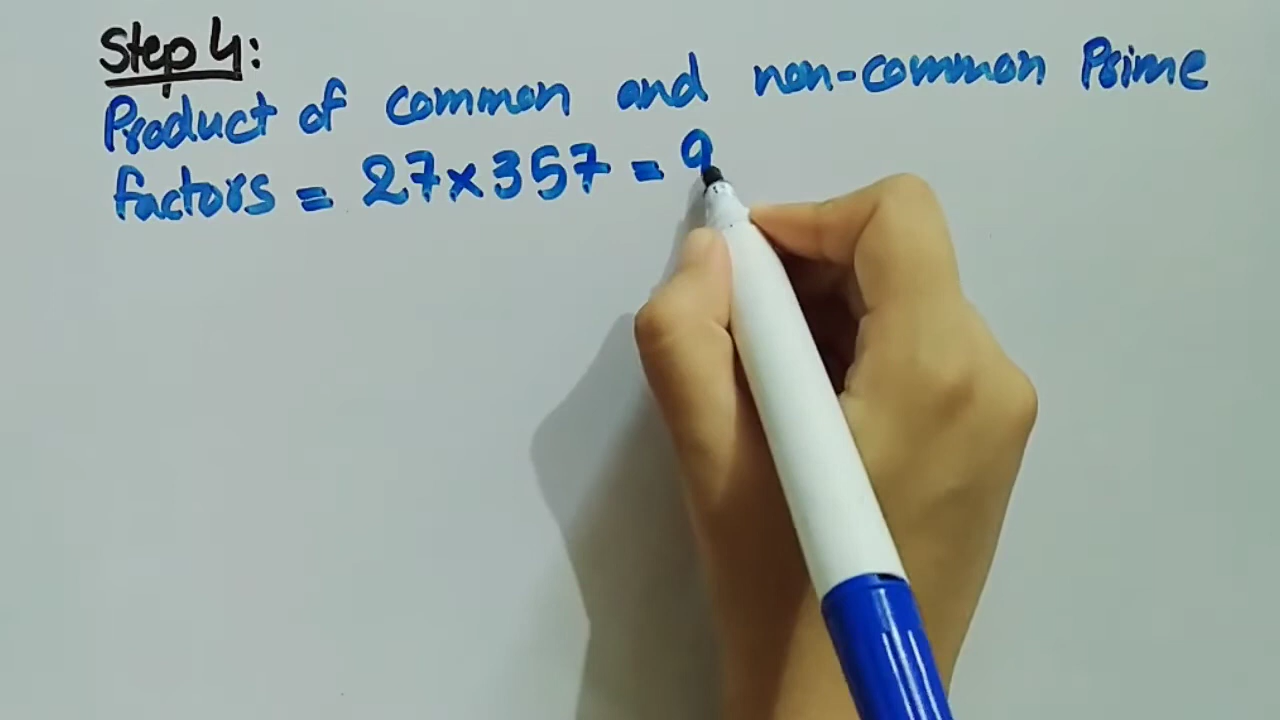 Step 4:
Product of common and non-common Prime
factors = 27×357 = 9